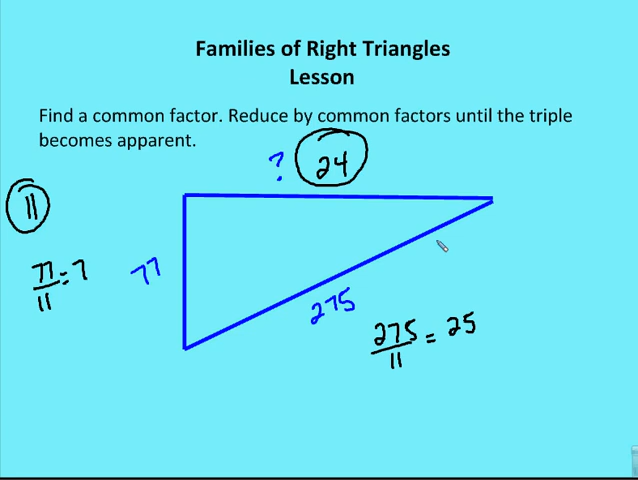 Families of Right Triangles
Lesson
Find a common factor. Reduce by common factors until the triple
becomes apparent.
? 24
11
77/11 = 7
77
275
275/11 = 25